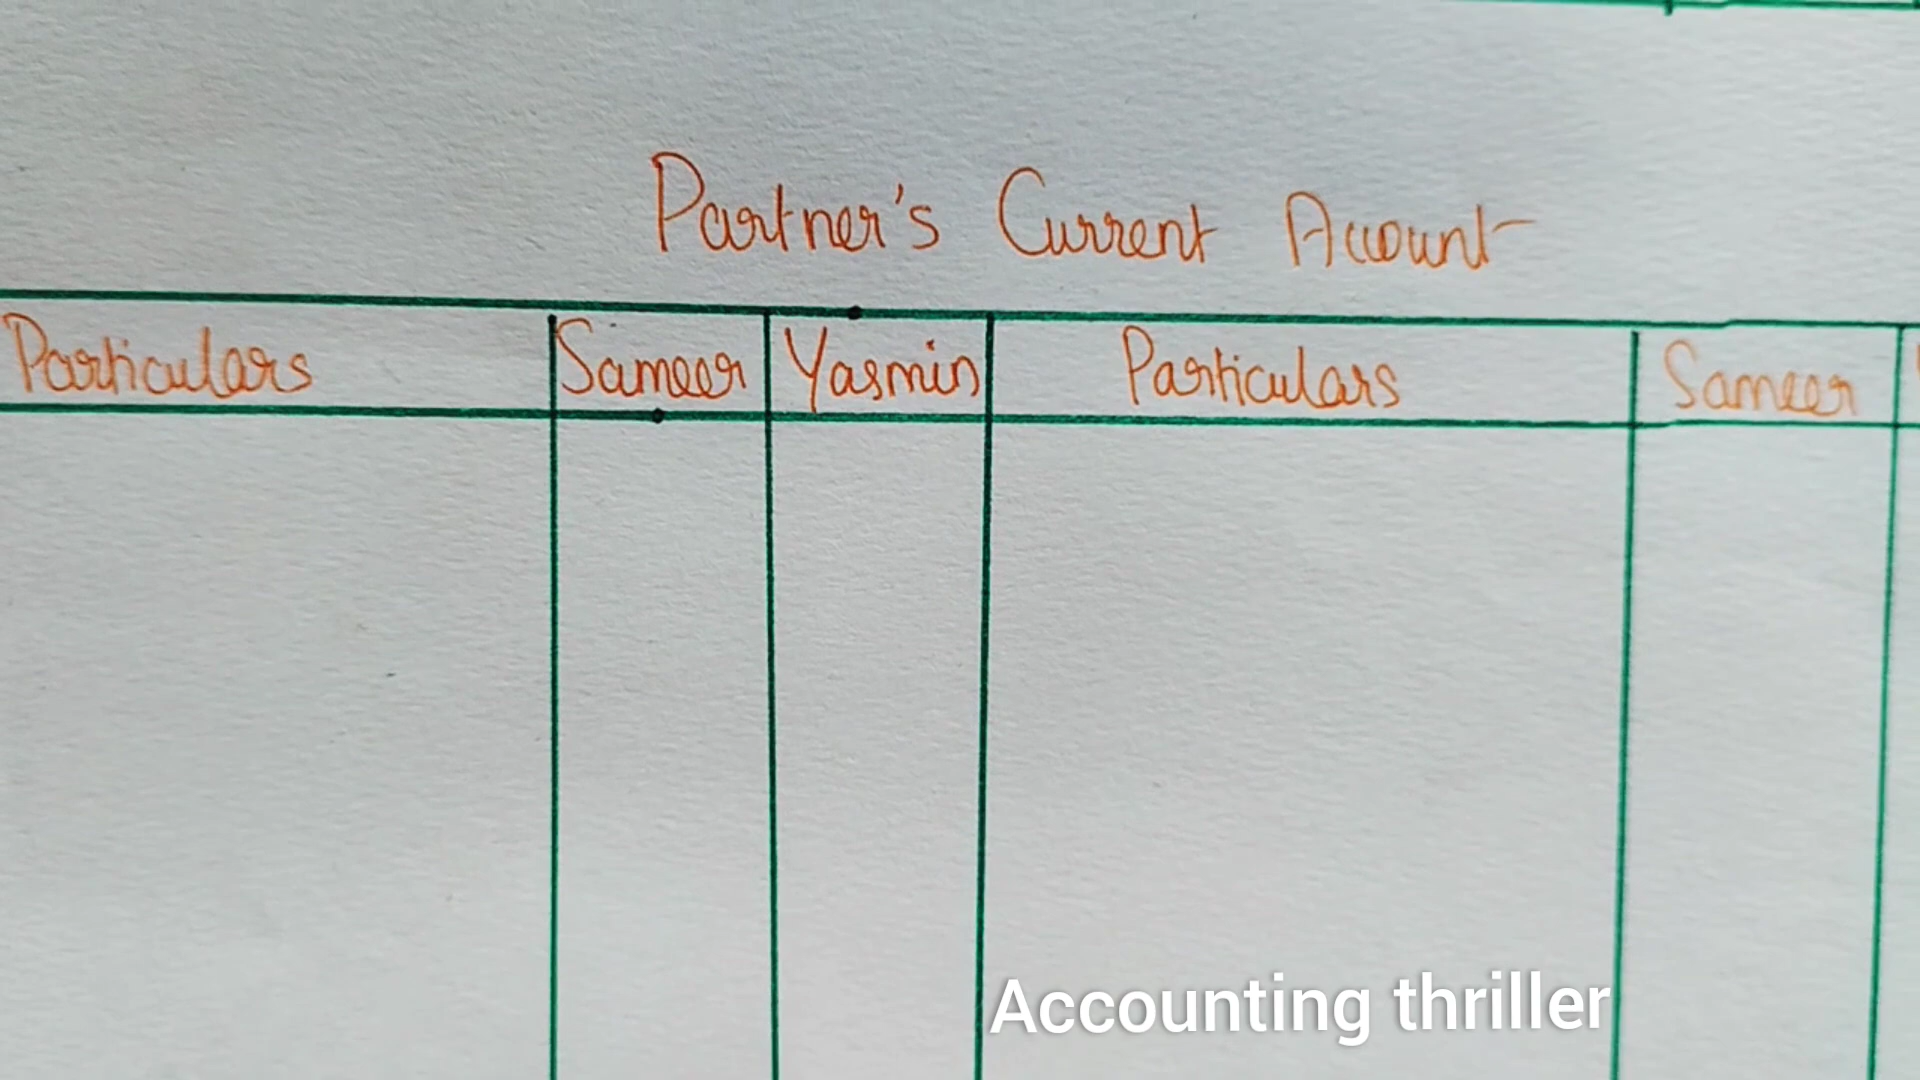 Partner's Current Account
Particulars Sameer Yasmin Particulars Sameer
Accounting thriller